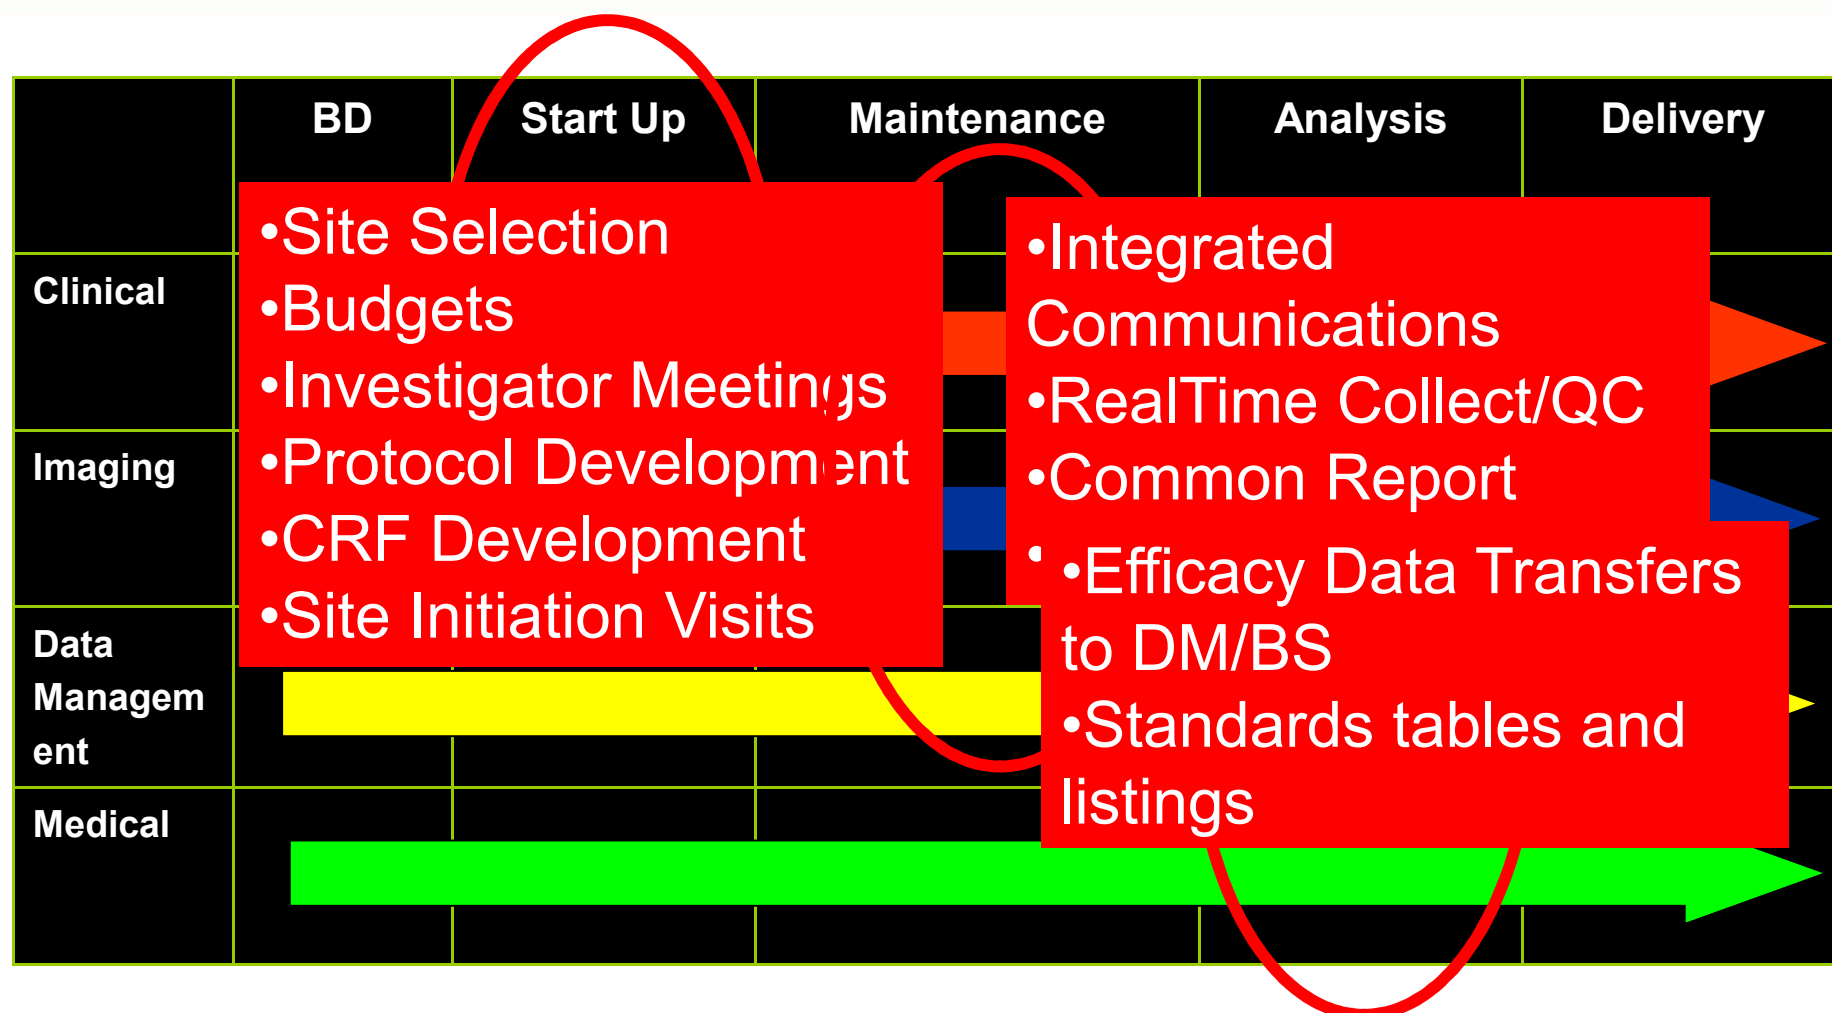 BD Start Up Maintenance Analysis Delivery
Clinical
Imaging
Data
Managem
ent
Medical
•Site Selection
•Budgets
•Investigator Meetings
•Protocol Development
•CRF Development
•Site Initiation Visits
•Integrated
Communications
•RealTime Collect/QC
•Common Report
•
•Efficacy Data Transfers
to DM/BS
•Standards tables and
listings